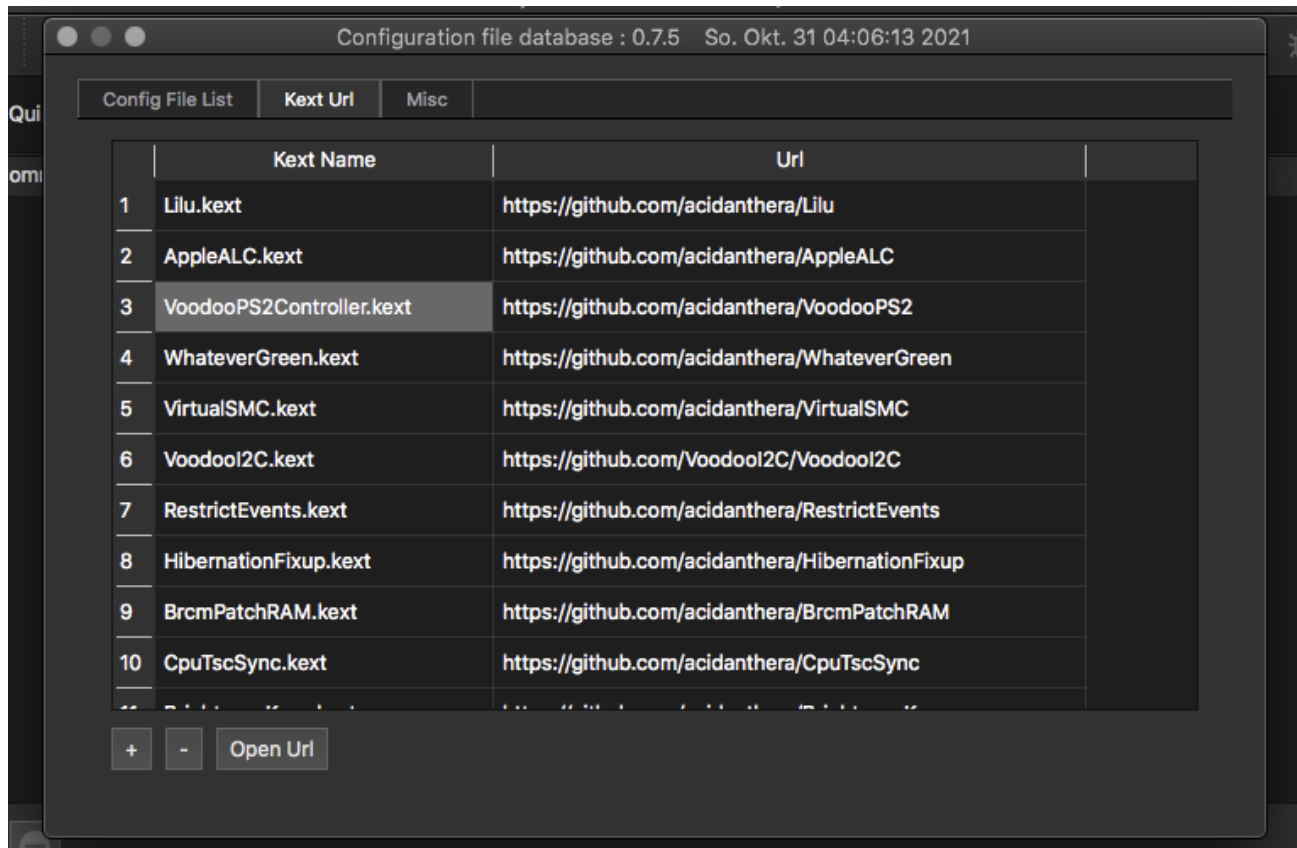 Configuration file database : 0.7.5 So. Okt. 31 04:06:13 2021
Config File List Kext Url Misc
Qui
Kext Name Url
1 Lilu.kext https://github.com/acidanthera/Lilu
2 AppleALC.kext https://github.com/acidanthera/AppleALC
3 VoodooPS2Controller.kext https://github.com/acidanthera/VoodooPS2
4 WhateverGreen.kext https://github.com/acidanthera/WhateverGreen
5 VirtualSMC.kext https://github.com/acidanthera/VirtualSMC
6 VoodooI2C.kext https://github.com/VoodooI2C/VoodooI2C
7 RestrictEvents.kext https://github.com/acidanthera/RestrictEvents
8 HibernationFixup.kext https://github.com/acidanthera/HibernationFixup
9 BrcmPatchRAM.kext https://github.com/acidanthera/BrcmPatchRAM
10 CpuTscSync.kext https://github.com/acidanthera/CpuTscSync
+ - Open Url